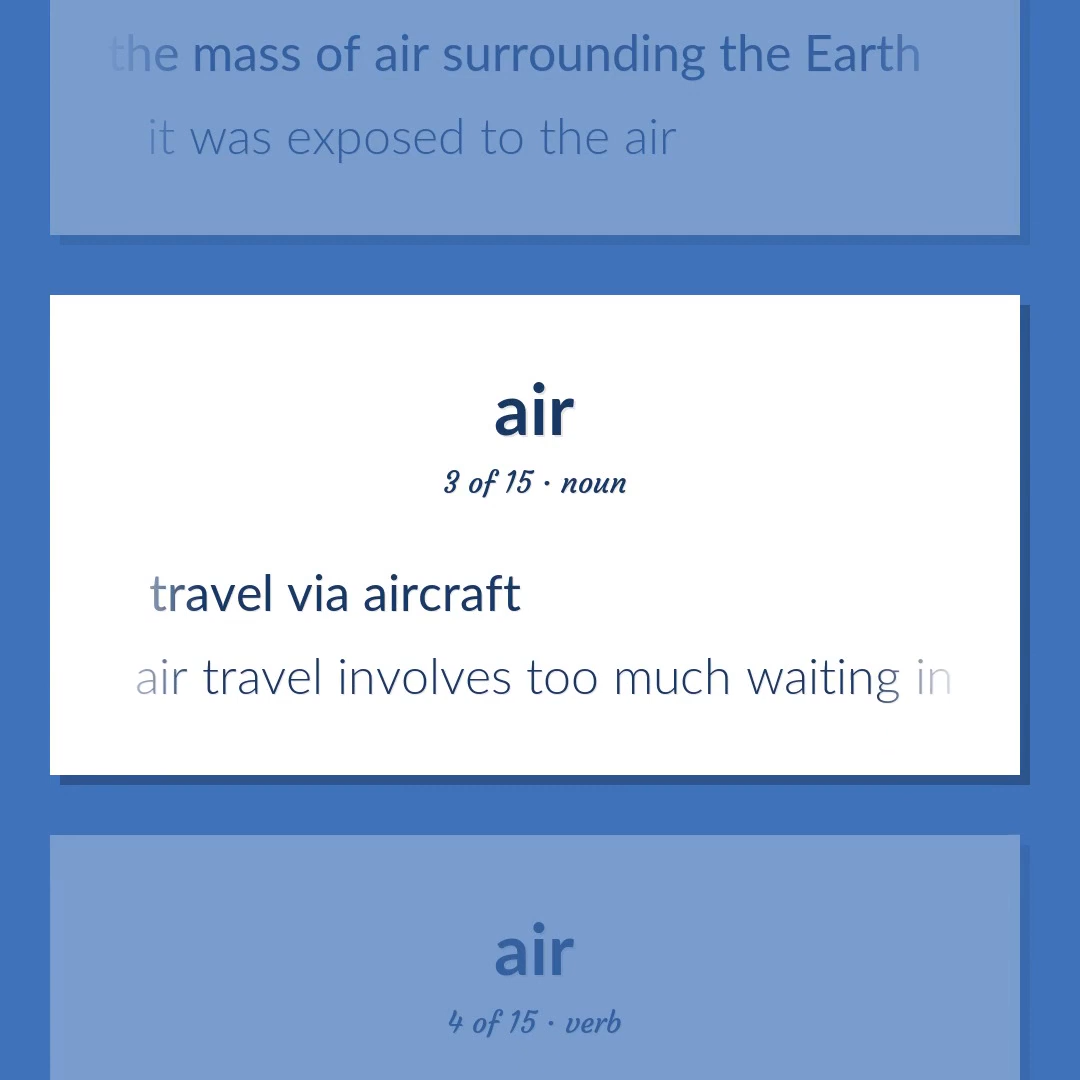 the mass of air surrounding the Earth
it was exposed to the air
air
3 of 15 · noun
travel via aircraft
air travel involves too much waiting in
air
4 of 15 · verb